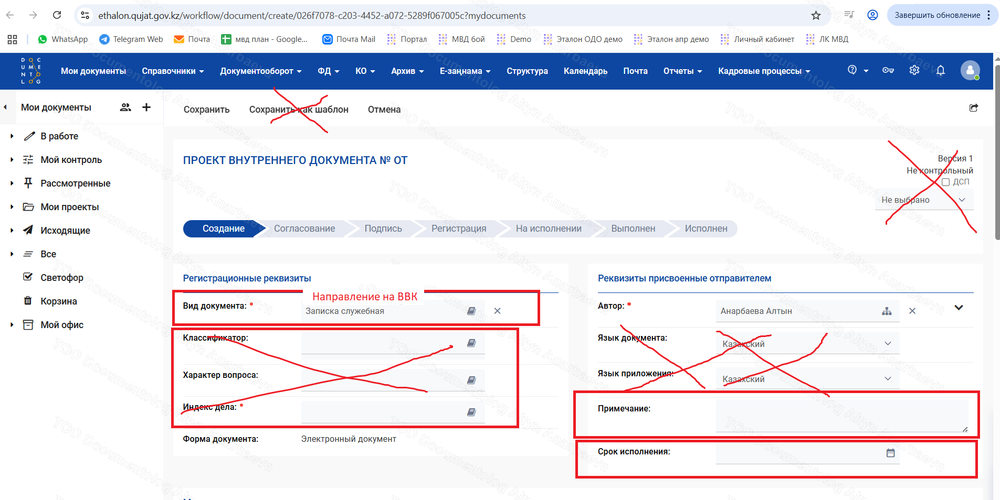 ethalon.qujat.gov.kz/workflow/document/create/026f7078-c203-4452-a072-5289f067005c?mydocuments
Завершить обновление
WhatsApp Telegram Web Почта мвд план - Google... Почта Mail Портал МВД бой Demo Эталон ОДО демо Эталон апр демо Личный кабинет ЛК МВД
DOCUMENTOLOG
Мои документы Справочники Документооборот ФД КО Архив Е-заңнама Структура Календарь Почта Отчеты Кадровые процессы
Мои документы
Сохранить Сохранить как шаблон Отмена
В работе
Мой контроль
Рассмотренные
Мои проекты
Исходящие
Все
Светофор
Корзина
Мой офис
ПРОЕКТ ВНУТРЕННЕГО ДОКУМЕНТА № ОТ
Версия 1
Не контрольный
ДСП
Не выбрано
Создание Согласование Подпись Регистрация На исполнении Выполнен Исполнен
Регистрационные реквизиты
Направление на ВВК
Вид документа: Записка служебная
Классификатор:
Характер вопроса:
Индекс дела:
Форма документа: Электронный документ
Реквизиты присвоенные отправителем
Автор: Анарбаева Алтын
Язык документа: Казахский
Язык приложения: Казахский
Примечание:
Срок исполнения:
ТОО Documentolog Altyn Anarbaeva